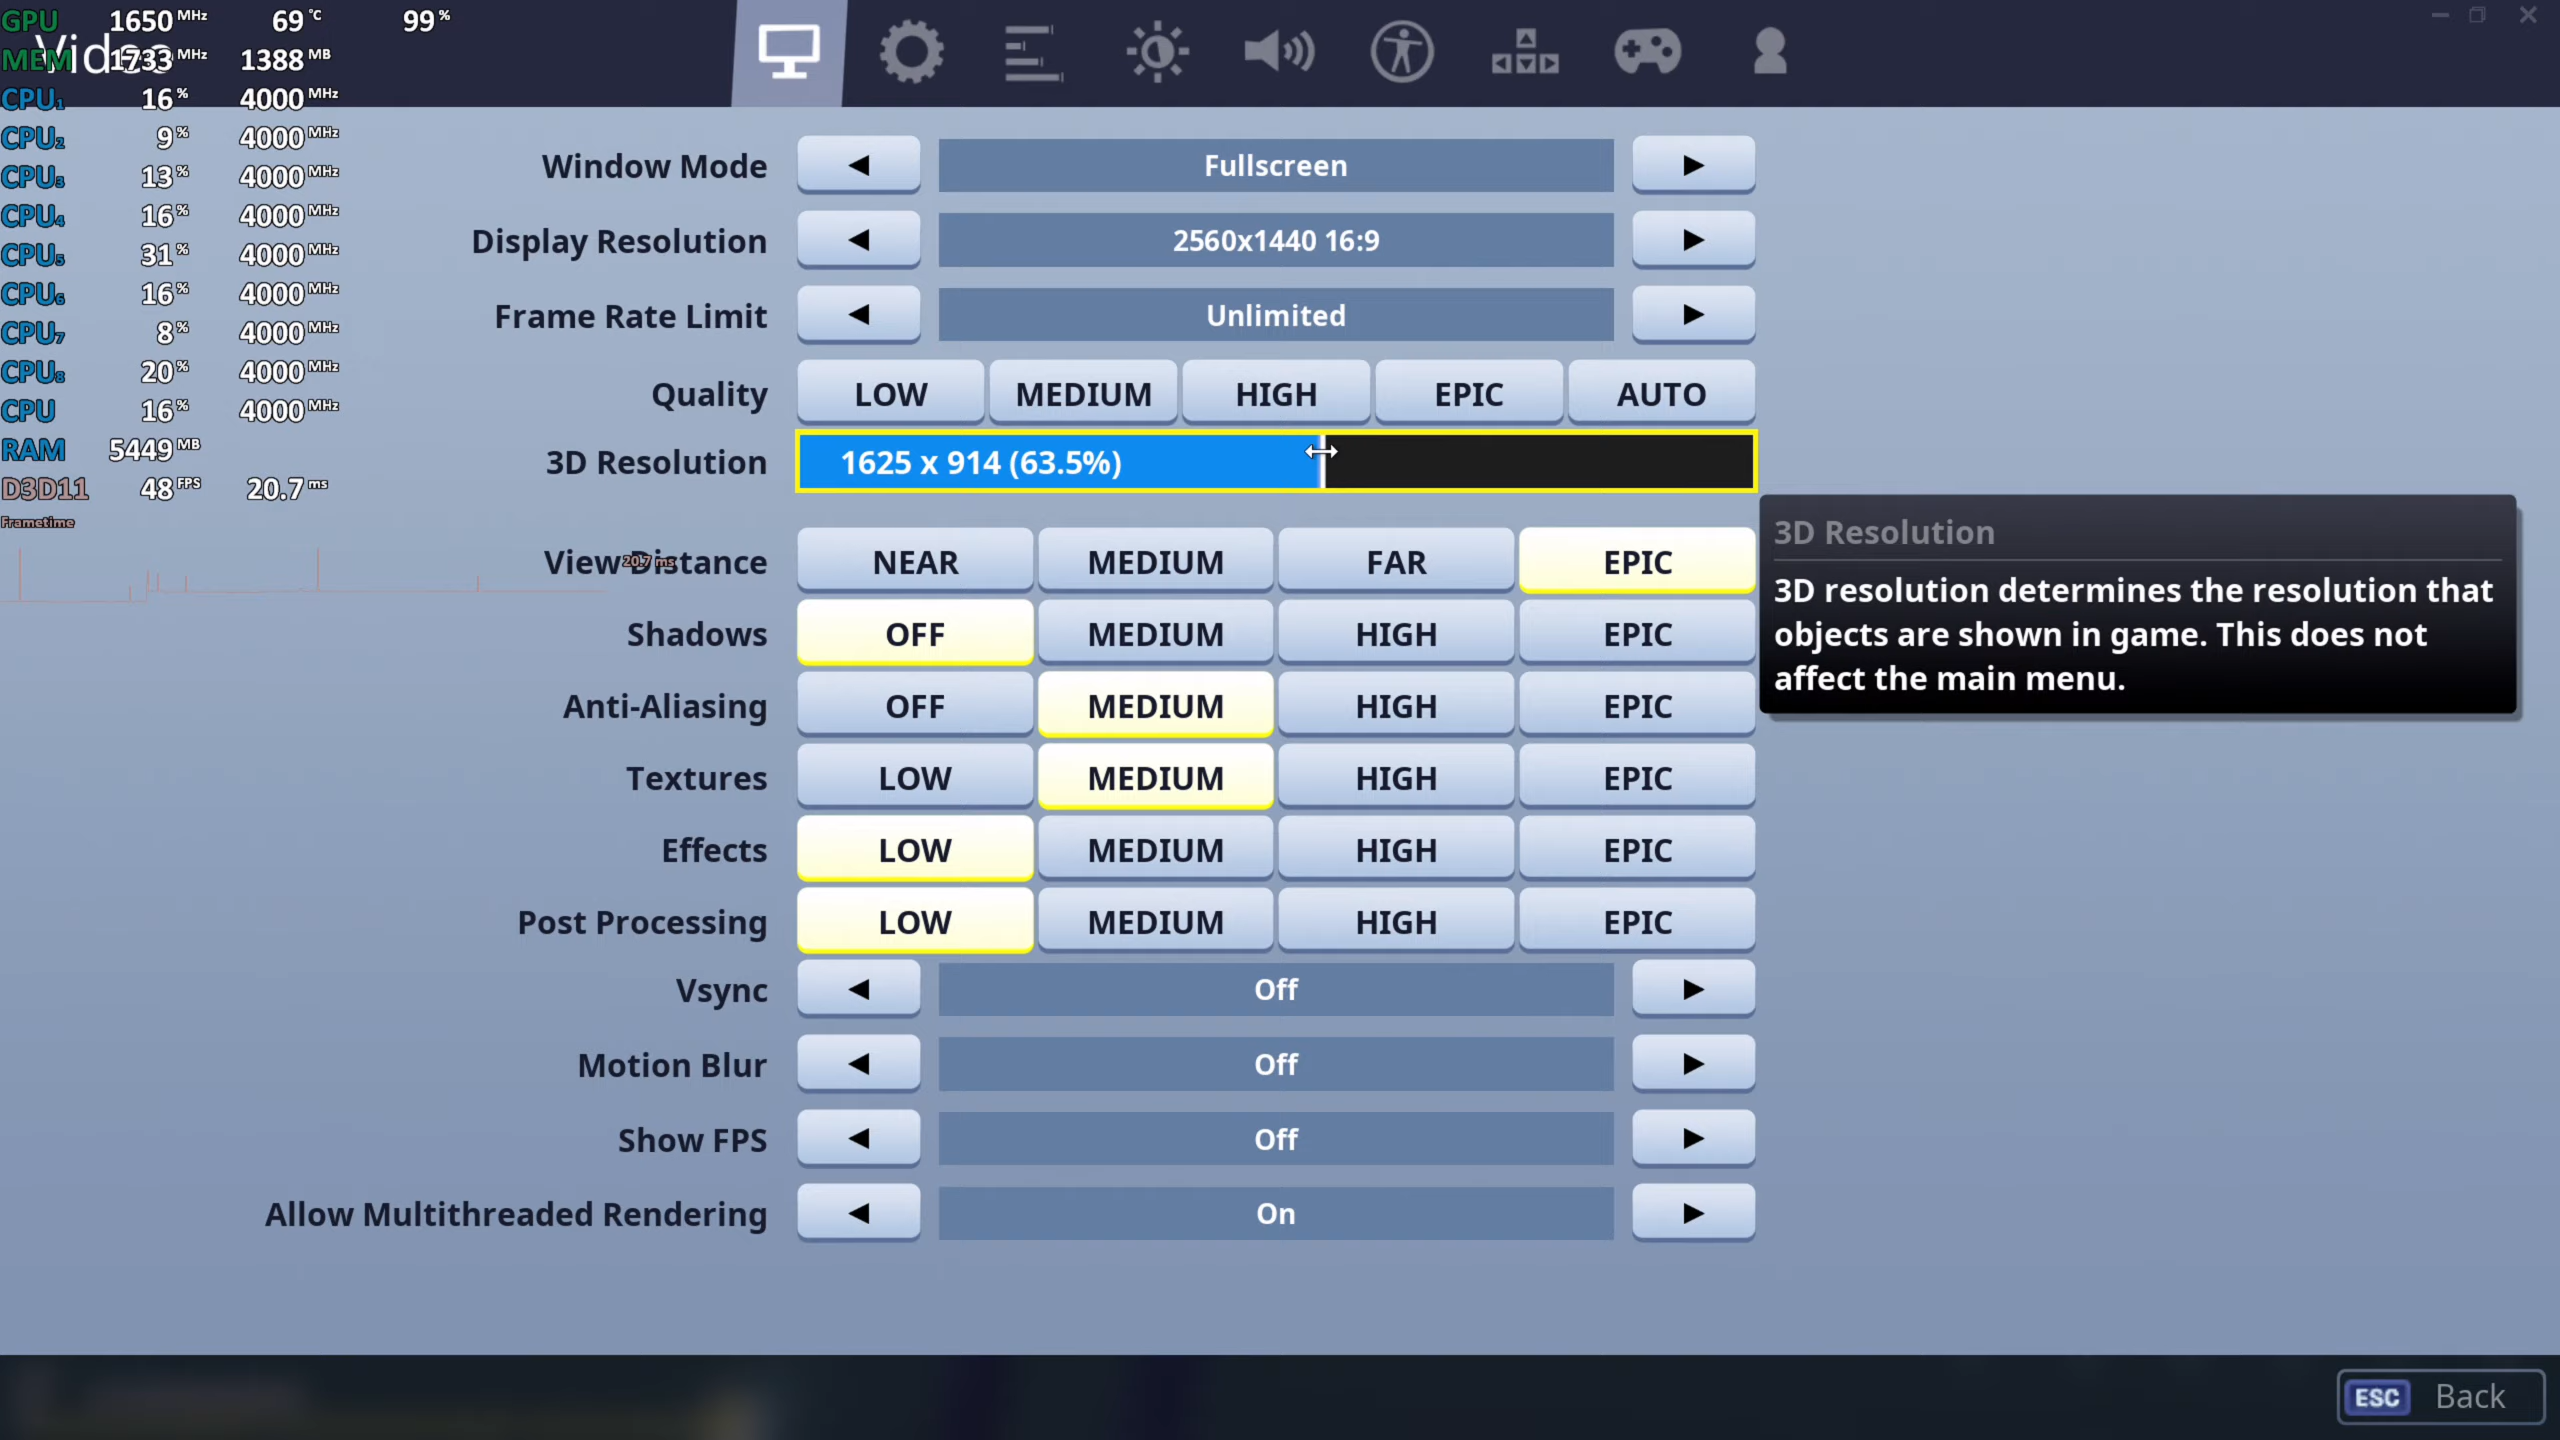 GPU 1650 MHz 69 °C 99 %
Video
MEM 1733 MHz 1388 MB
CPU1 16 % 4000 MHz
CPU2 9 % 4000 MHz
CPU3 13 % 4000 MHz
CPU4 16 % 4000 MHz
CPU5 31 % 4000 MHz
CPU6 16 % 4000 MHz
CPU7 8 % 4000 MHz
CPU8 20 % 4000 MHz
CPU 16 % 4000 MHz
RAM 5449 MB
D3D11 48 FPS 20.7 ms
Frametime
20.7 ms
Window Mode Fullscreen
Display Resolution 2560x1440 16:9
Frame Rate Limit Unlimited
Quality LOW MEDIUM HIGH EPIC AUTO
3D Resolution 1625 x 914 (63.5%)
View Distance NEAR MEDIUM FAR EPIC
Shadows OFF MEDIUM HIGH EPIC
Anti-Aliasing OFF MEDIUM HIGH EPIC
Textures LOW MEDIUM HIGH EPIC
Effects LOW MEDIUM HIGH EPIC
Post Processing LOW MEDIUM HIGH EPIC
Vsync Off
Motion Blur Off
Show FPS Off
Allow Multithreaded Rendering On
3D Resolution
3D resolution determines the resolution that
objects are shown in game. This does not
affect the main menu.
ESC Back